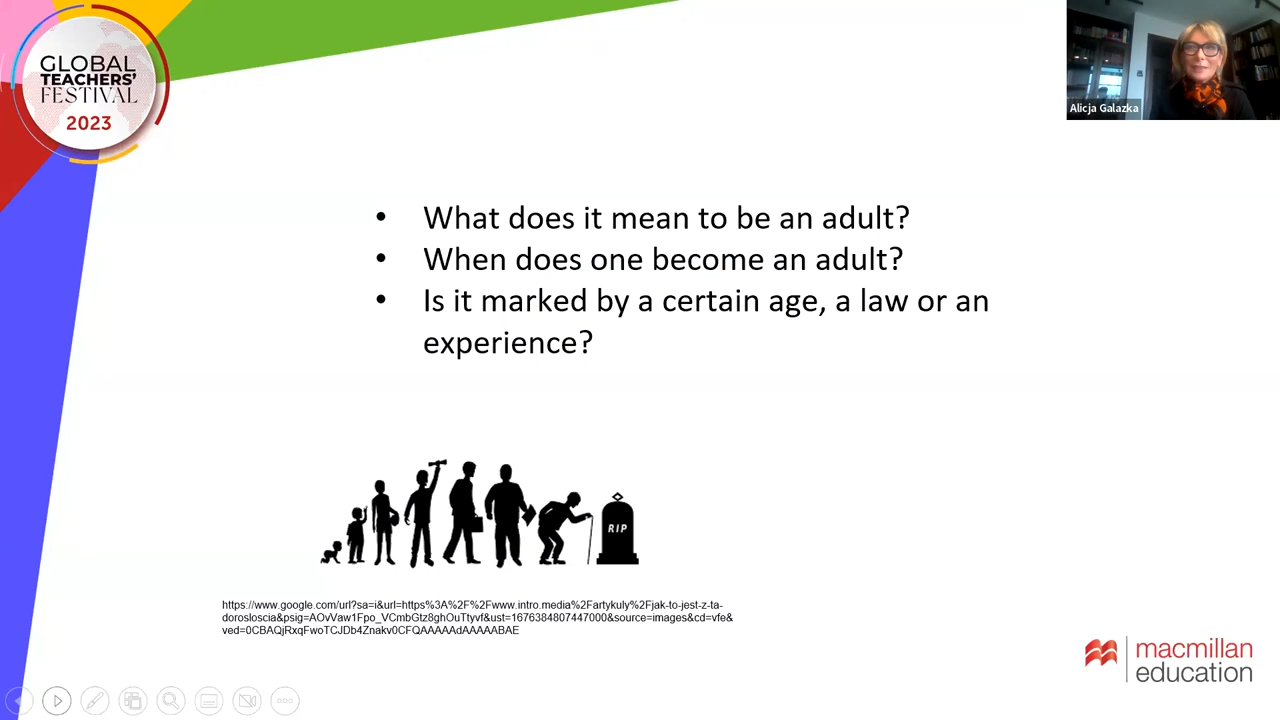 GLOBAL
TEACHERS'
FESTIVAL
2023
Alicja Galazka
• What does it mean to be an adult?
• When does one become an adult?
• Is it marked by a certain age, a law or an
experience?
RIP
https://www.google.com/url?sa=i&url=https%3A%2F%2Fwww.intro.media%2Fartykuly%2Fjak-to-jest-z-ta-
dorosloscia&psig=AOvVaw1Fpo_VCmbGtz8ghOuTtyvf&ust=1676384807447000&source=images&cd=vfe&
ved=0CBAQjRxqFwoTCJDb4Znakv0CFQAAAAAdAAAAABAE
macmillan
education